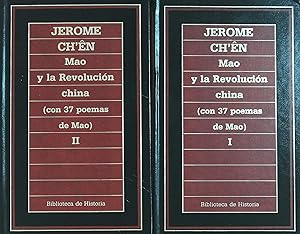 JEROME
CH'ÊN
Mao
y la Revolución
china
(con 37 poemas
de Mao)
II
Biblioteca de Historia
JEROME
CH'ÊN
Mao
y la Revolución
china
(con 37 poemas
de Mao)
I
Biblioteca de Historia